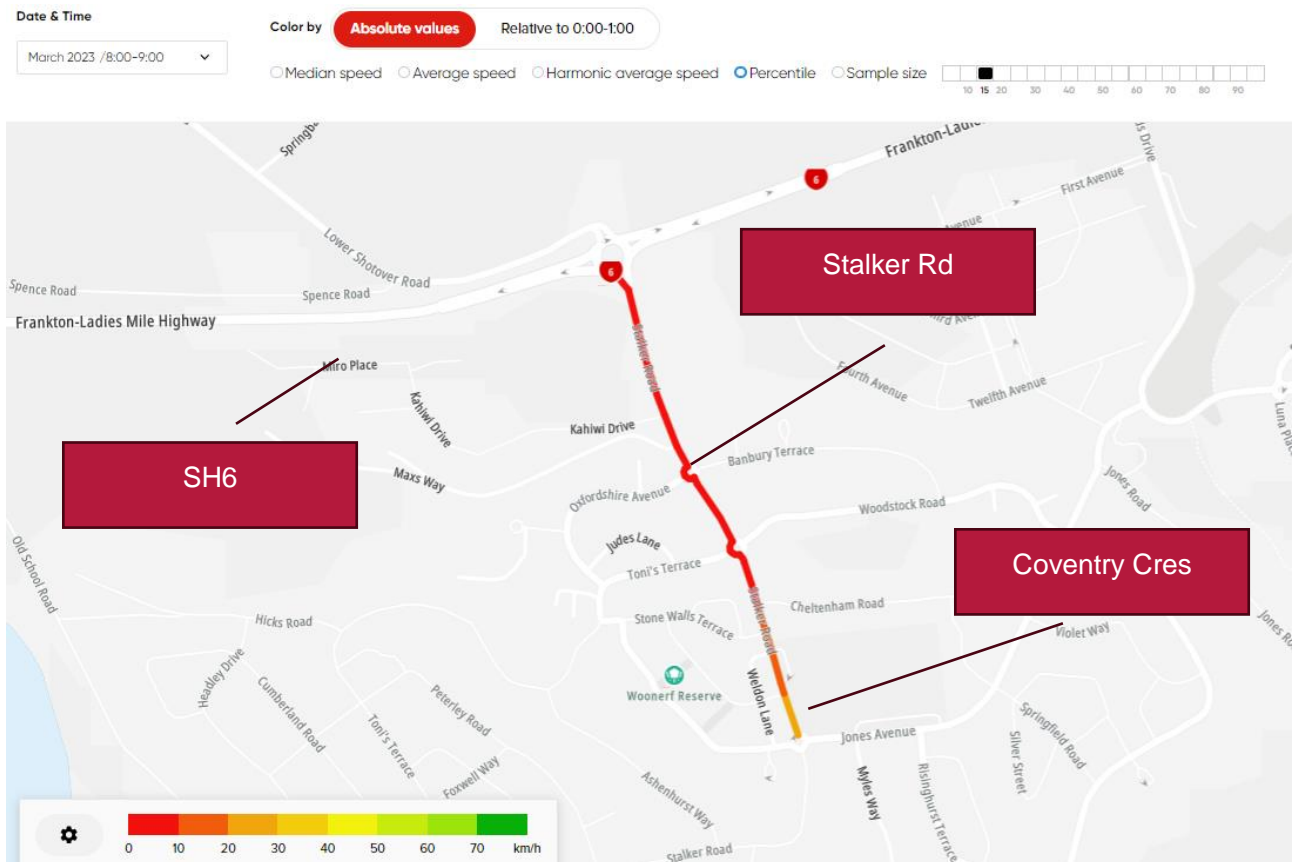 Date & Time
March 2023 /8:00-9:00
Color by
Absolute values
Relative to 0:00-1:00
Median speed
Average speed
Harmonic average speed
Percentile
Sample size
10 15 20 30 40 50 60 70 80 90
Frankton-Ladies
6
First Avenue
Avenue
Lower Shotover Road
Stalker Rd
6
Spence Road
Spence Road
Frankton-Ladies Mile Highway
Stalker Road
Miro Place
Fourth Avenue
Twelfth Avenue
Kahiwi Drive
Kahiwi Drive
Luna Place
SH6
Banbury Terrace
Maxs Way
Jones Road
Oxfordshire Avenue
Woodstock Road
Judes Lane
Old School Road
Toni's Terrace
Coventry Cres
Stalker Road
Cheltenham Road
Stone Walls Terrace
Hicks Road
Violet Way
Jones Road
Headley Drive
Woonerf Reserve
Weldon Lane
Cumberland Road
Toni's Terrace
Peterley Road
Springfield Road
Jones Avenue
Silver Street
Foxwell Way
Ashenhurst Way
Myles Way
Risinghurst Terrace
Stalker Road
0 10 20 30 40 50 60 70 km/h